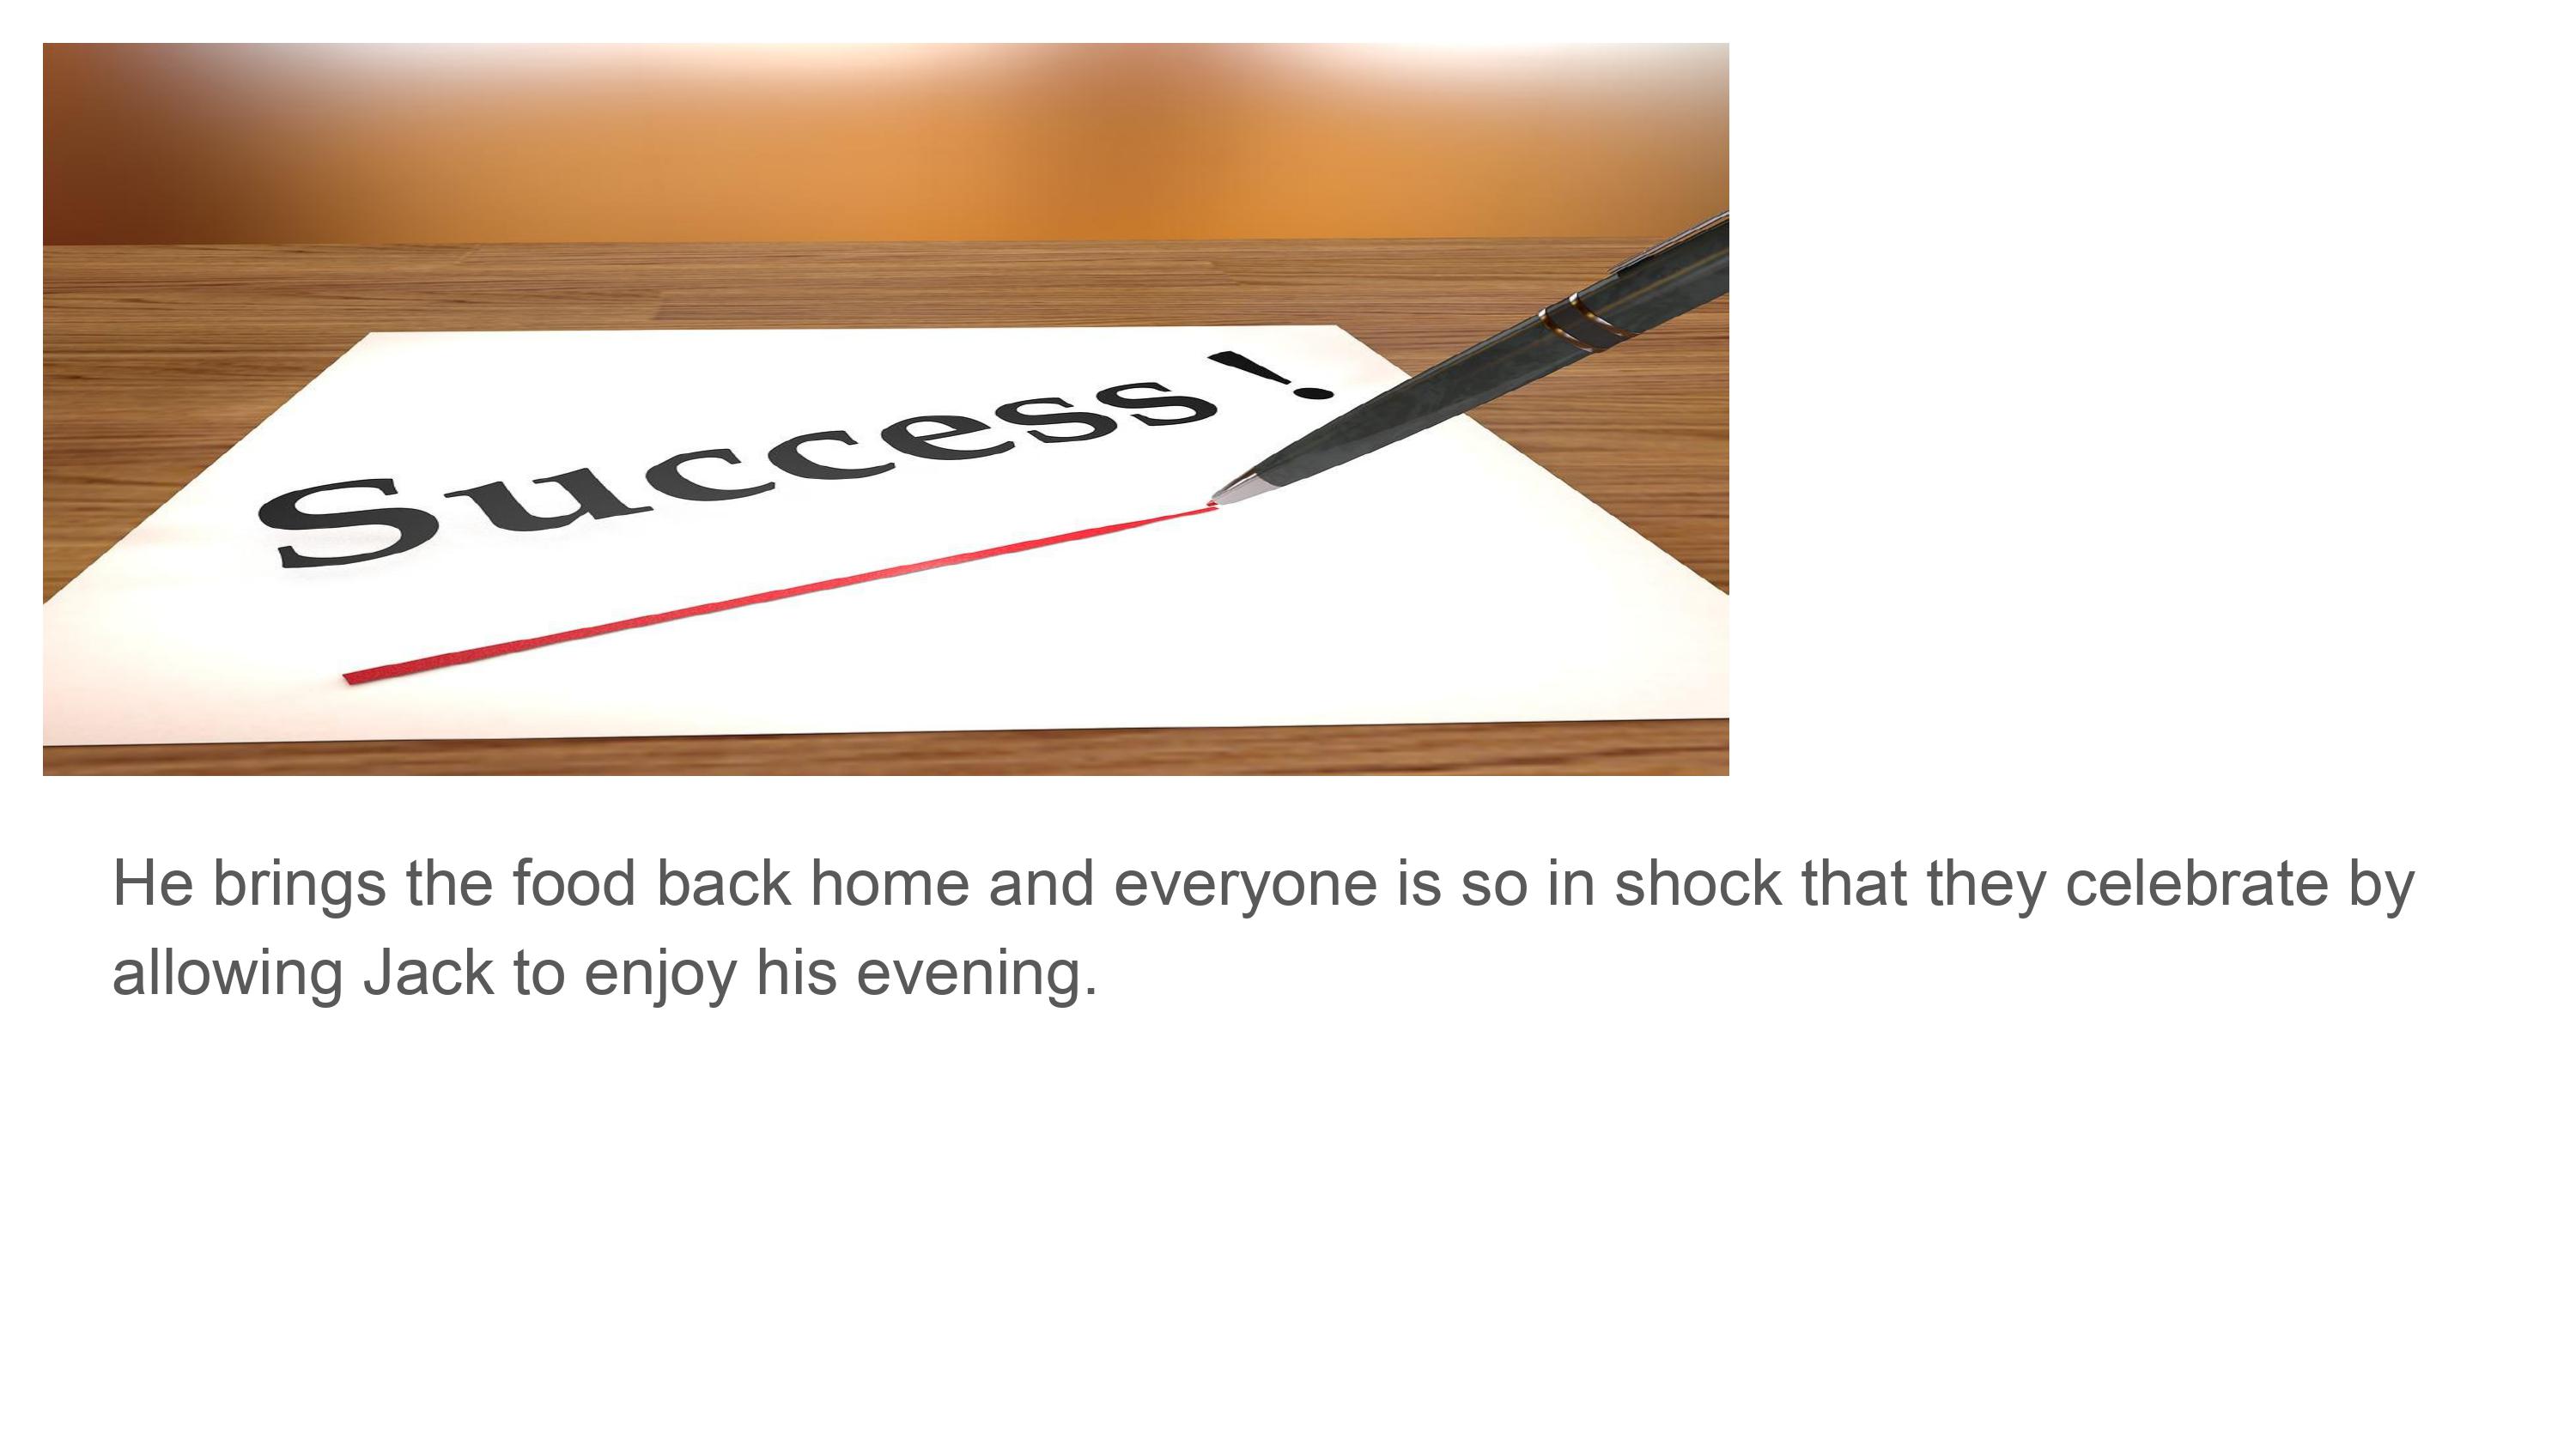 Success!
He brings the food back home and everyone is so in shock that they celebrate by
allowing Jack to enjoy his evening.